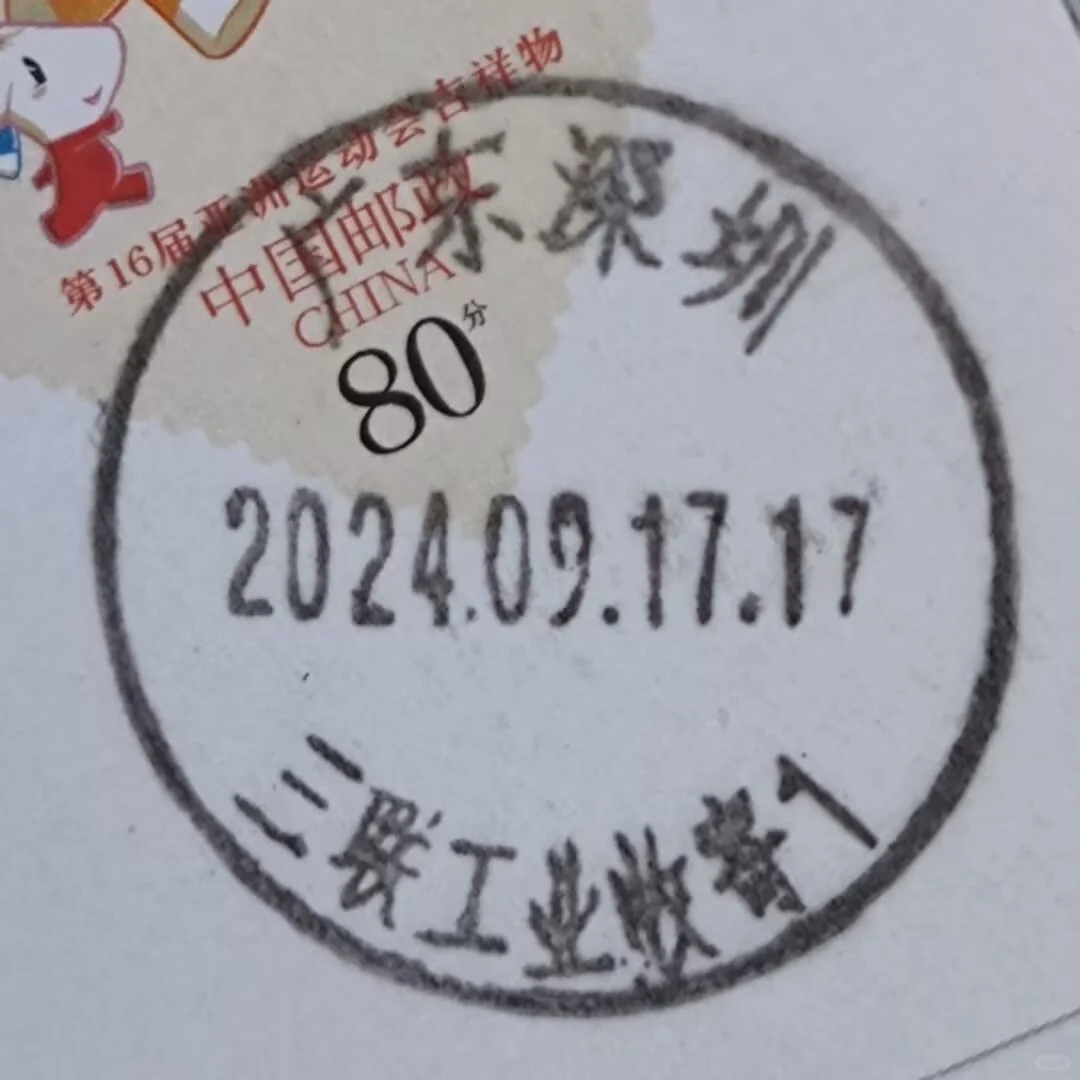 第16届亚洲运动会吉祥物
中国邮政
CHINA
80分
广东深圳
2024.09.17.17
三联工业收寄1